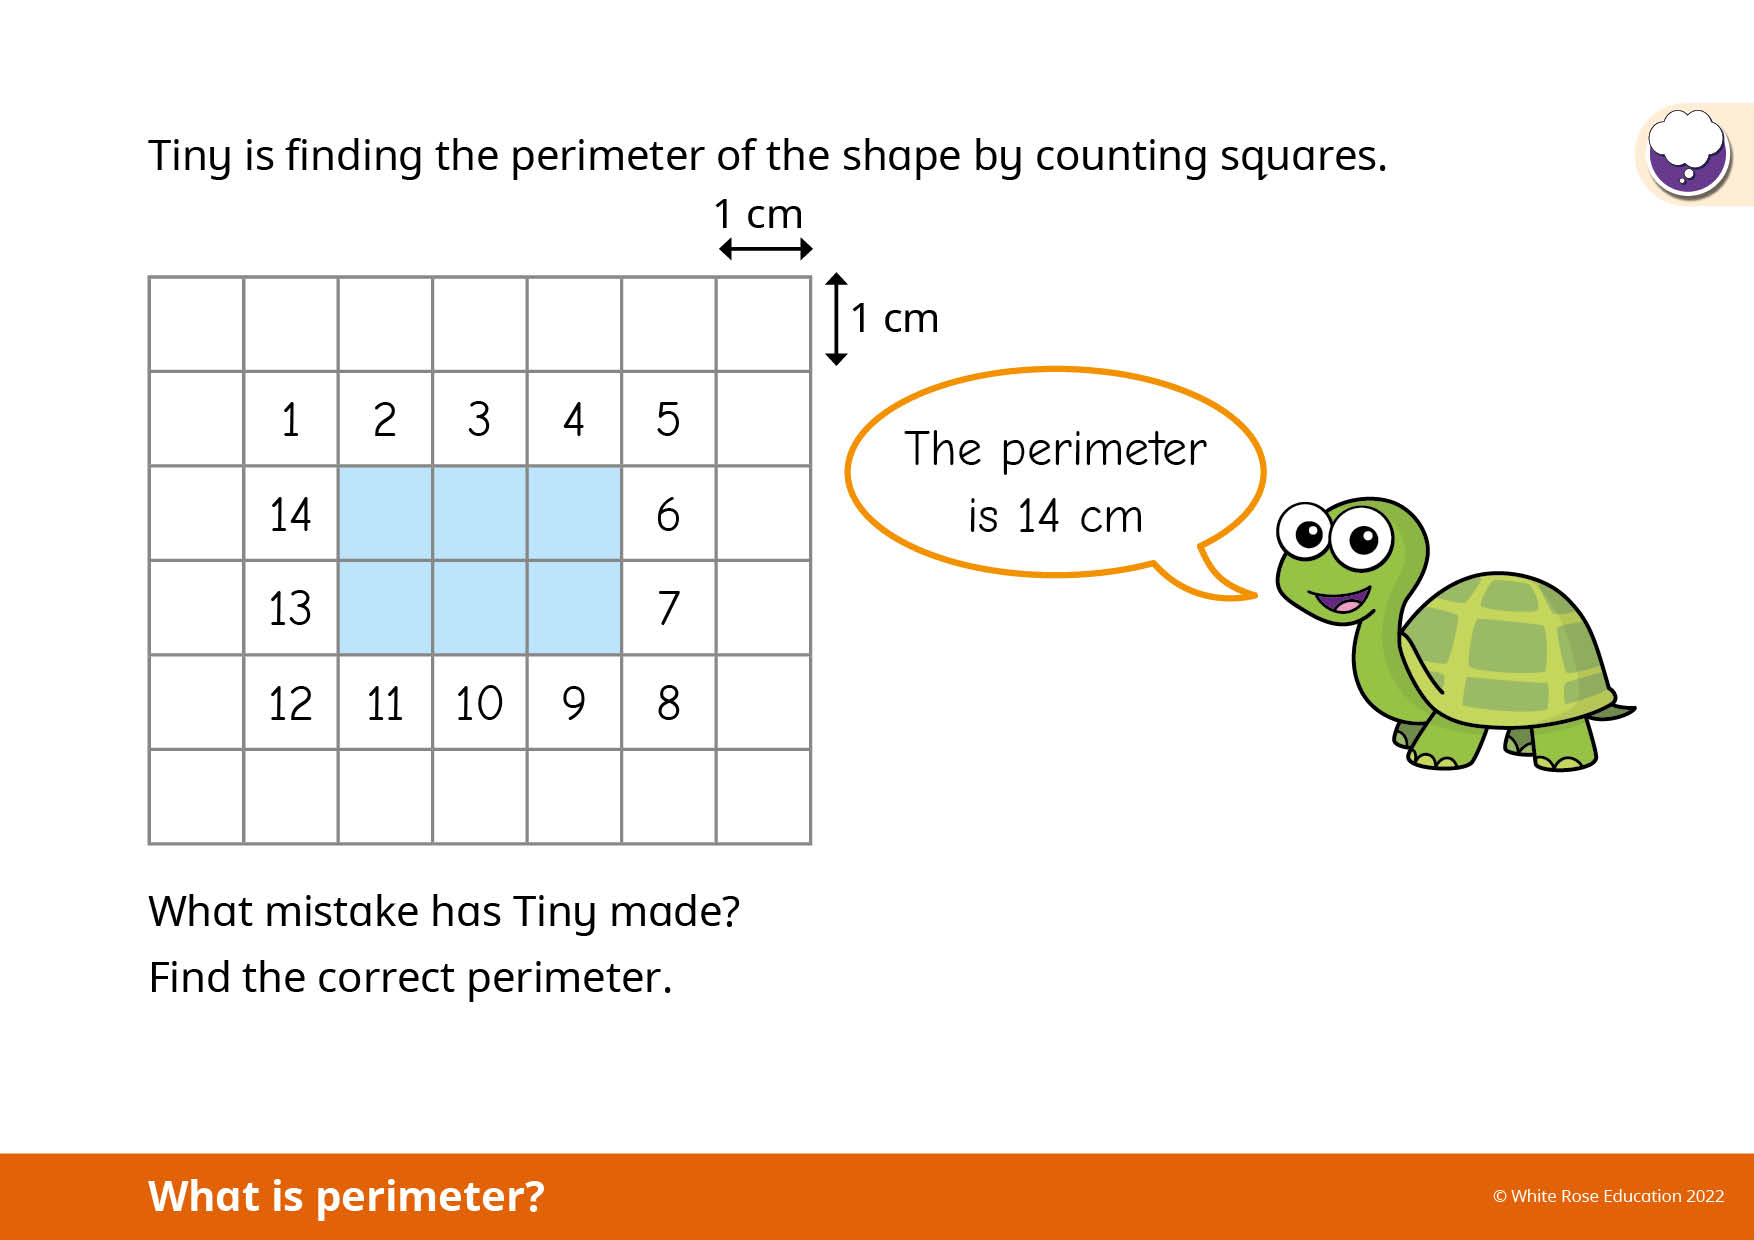 Tiny is finding the perimeter of the shape by counting squares.
1 cm
1 cm
1 2 3 4 5
14 6
13 7
12 11 10 9 8
The perimeter
is 14 cm
What mistake has Tiny made?
Find the correct perimeter.
What is perimeter?
© White Rose Education 2022